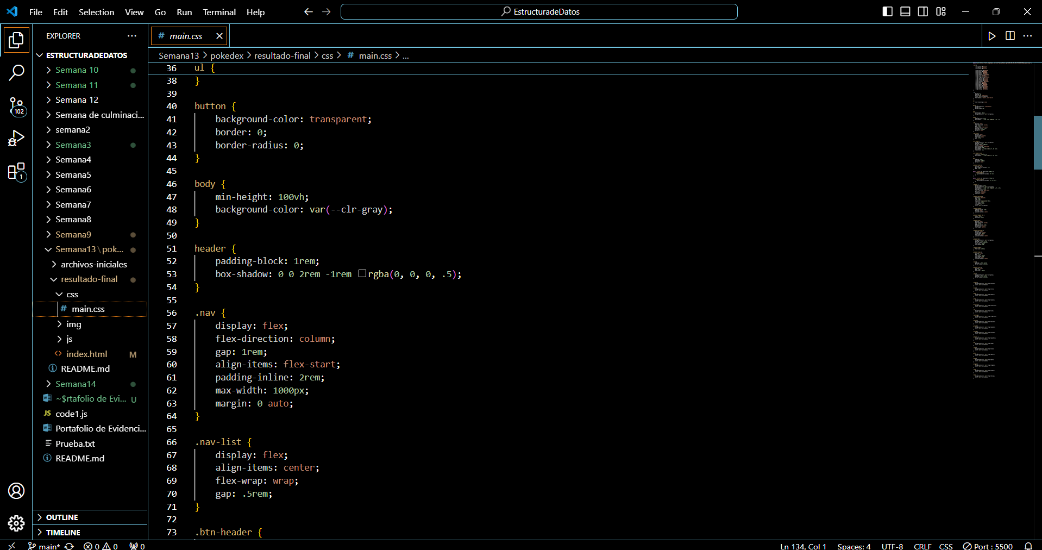 File Edit Selection View Go Run Terminal Help
EstructuradeDatos
EXPLORER ...
ESTRUCTURADEDATOS
Semana 10
Semana 11
Semana 12
Semana de culminaci...
semana2
Semana3
Semana4
Semana5
Semana6
Semana7
Semana8
Semana9
Semana13 \ pok...
archivos-iniciales
resultado-final
css
# main.css
img
js
<> index.html M
README.md
Semana14
~$rtafolio de Evi... U
JS code1.js
Portafolio de Evidenci...
Prueba.txt
README.md
OUTLINE
TIMELINE
102
1
# main.css
Semana13 > pokedex > resultado-final > css > # main.css > ...
36 ul {
38 }
39
40 button {
41 background-color: transparent;
42 border: 0;
43 border-radius: 0;
44 }
45
46 body {
47 min-height: 100vh;
48 background-color: var(--clr-gray);
49 }
50
51 header {
52 padding-block: 1rem;
53 box-shadow: 0 0 2rem -1rem rgba(0, 0, 0, .5);
54 }
55
56 .nav {
57 display: flex;
58 flex-direction: column;
59 gap: 1rem;
60 align-items: flex-start;
61 padding-inline: 2rem;
62 max-width: 1000px;
63 margin: 0 auto;
64 }
65
66 .nav-list {
67 display: flex;
68 align-items: center;
69 flex-wrap: wrap;
70 gap: .5rem;
71 }
72
73 .btn-header {
main* 0 0 0 Ln 134, Col 1 Spaces: 4 UTF-8 CRLF CSS Port : 5500